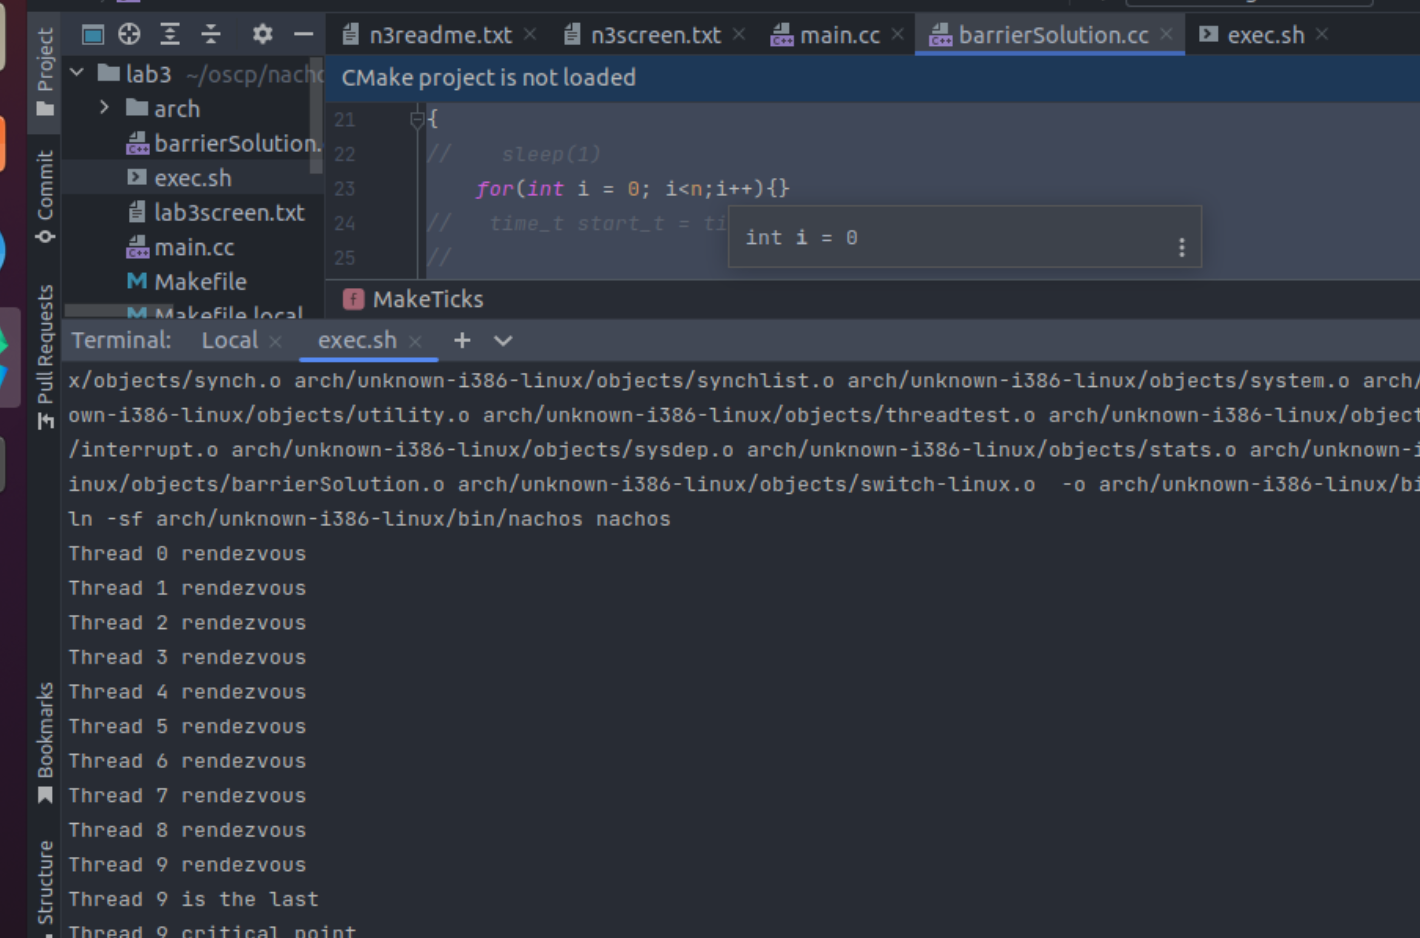 Project
Commit
Pull Requests
Bookmarks
Structure
lab3 ~/oscp/nacho
arch
barrierSolution.
exec.sh
lab3screen.txt
main.cc
Makefile
Makefile.local
n3readme.txt
n3screen.txt
main.cc
barrierSolution.cc
exec.sh
CMake project is not loaded
21 {
22 // sleep(1)
23 for(int i = 0; i<n;i++){}
24 // time_t start_t = ti
25 //
int i = 0
MakeTicks
Terminal: Local exec.sh
x/objects/synch.o arch/unknown-i386-linux/objects/synchlist.o arch/unknown-i386-linux/objects/system.o arch/
own-i386-linux/objects/utility.o arch/unknown-i386-linux/objects/threadtest.o arch/unknown-i386-linux/object
/interrupt.o arch/unknown-i386-linux/objects/sysdep.o arch/unknown-i386-linux/objects/stats.o arch/unknown-i
inux/objects/barrierSolution.o arch/unknown-i386-linux/objects/switch-linux.o -o arch/unknown-i386-linux/bi
ln -sf arch/unknown-i386-linux/bin/nachos nachos
Thread 0 rendezvous
Thread 1 rendezvous
Thread 2 rendezvous
Thread 3 rendezvous
Thread 4 rendezvous
Thread 5 rendezvous
Thread 6 rendezvous
Thread 7 rendezvous
Thread 8 rendezvous
Thread 9 rendezvous
Thread 9 is the last
Thread 9 critical point